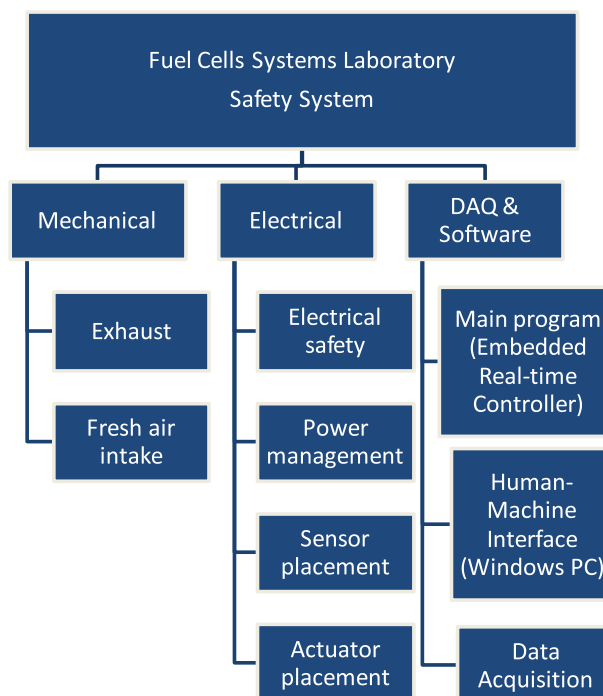 Fuel Cells Systems Laboratory
Safety System
Mechanical
Exhaust
Fresh air
intake
Electrical
Electrical
safety
Power
management
Sensor
placement
Actuator
placement
DAQ &
Software
Main program
(Embedded
Real-time
Controller)
Human-
Machine
Interface
(Windows PC)
Data
Acquisition